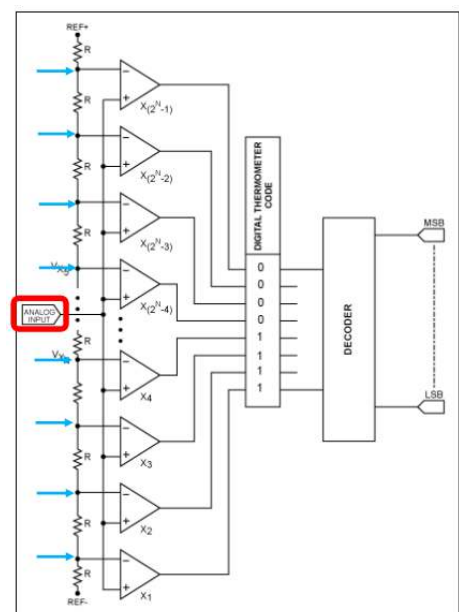 REF+
R
X(2^N-1)
R
X(2^N-2)
R
X(2^N-3)
R
X(2^N-4)
ANALOG
INPUT
R
X4
X3
R
X2
R
X1
R
REF-
DIGITAL THERMOMETER
CODE
0
0
0
0
1
1
1
1
DECODER
MSB
LSB